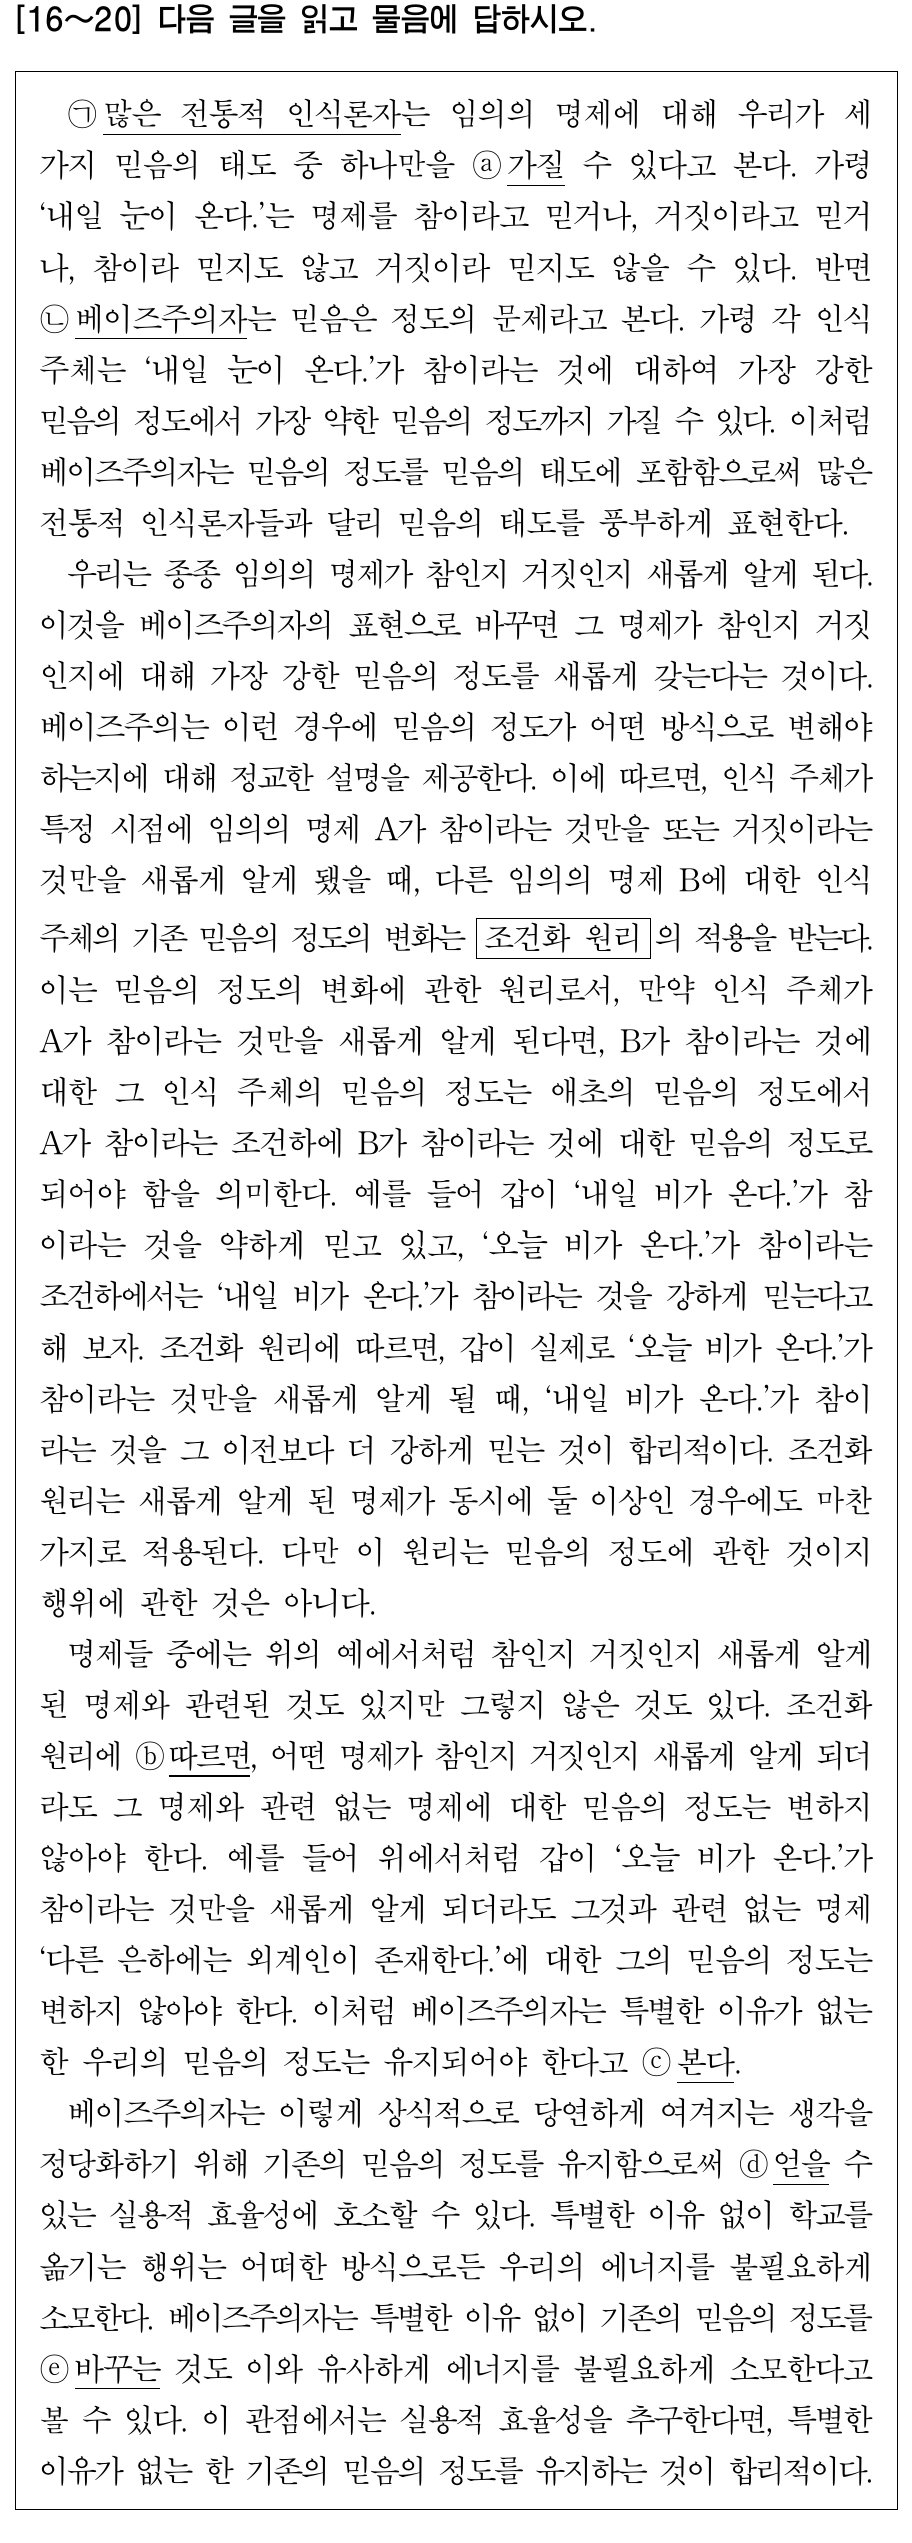 [16~20] 다음 글을 읽고 물음에 답하시오.
㉠많은 전통적 인식론자는 임의의 명제에 대해 우리가 세
가지 믿음의 태도 중 하나만을 ⓐ가질 수 있다고 본다. 가령
‘내일 눈이 온다.’는 명제를 참이라고 믿거나, 거짓이라고 믿거
나, 참이라 믿지도 않고 거짓이라 믿지도 않을 수 있다. 반면
㉡베이즈주의자는 믿음은 정도의 문제라고 본다. 가령 각 인식
주체는 ‘내일 눈이 온다.’가 참이라는 것에 대하여 가장 강한
믿음의 정도에서 가장 약한 믿음의 정도까지 가질 수 있다. 이처럼
베이즈주의자는 믿음의 정도를 믿음의 태도에 포함함으로써 많은
전통적 인식론자들과 달리 믿음의 태도를 풍부하게 표현한다.
우리는 종종 임의의 명제가 참인지 거짓인지 새롭게 알게 된다.
이것을 베이즈주의자의 표현으로 바꾸면 그 명제가 참인지 거짓
인지에 대해 가장 강한 믿음의 정도를 새롭게 갖는다는 것이다.
베이즈주의는 이런 경우에 믿음의 정도가 어떤 방식으로 변해야
하는지에 대해 정교한 설명을 제공한다. 이에 따르면, 인식 주체가
특정 시점에 임의의 명제 A가 참이라는 것만을 또는 거짓이라는
것만을 새롭게 알게 됐을 때, 다른 임의의 명제 B에 대한 인식
주체의 기존 믿음의 정도의 변화는 조건화 원리의 적용을 받는다.
이는 믿음의 정도의 변화에 관한 원리로서, 만약 인식 주체가
A가 참이라는 것만을 새롭게 알게 된다면, B가 참이라는 것에
대한 그 인식 주체의 믿음의 정도는 애초의 믿음의 정도에서
A가 참이라는 조건하에 B가 참이라는 것에 대한 믿음의 정도로
되어야 함을 의미한다. 예를 들어 갑이 ‘내일 비가 온다.’가 참
이라는 것을 약하게 믿고 있고, ‘오늘 비가 온다.’가 참이라는
조건하에서는 ‘내일 비가 온다.’가 참이라는 것을 강하게 믿는다고
해 보자. 조건화 원리에 따르면, 갑이 실제로 ‘오늘 비가 온다.’가
참이라는 것만을 새롭게 알게 될 때, ‘내일 비가 온다.’가 참이
라는 것을 그 이전보다 더 강하게 믿는 것이 합리적이다. 조건화
원리는 새롭게 알게 된 명제가 동시에 둘 이상인 경우에도 마찬
가지로 적용된다. 다만 이 원리는 믿음의 정도에 관한 것이지
행위에 관한 것은 아니다.
명제들 중에는 위의 예에서처럼 참인지 거짓인지 새롭게 알게
된 명제와 관련된 것도 있지만 그렇지 않은 것도 있다. 조건화
원리에 ⓑ따르면, 어떤 명제가 참인지 거짓인지 새롭게 알게 되더
라도 그 명제와 관련 없는 명제에 대한 믿음의 정도는 변하지
않아야 한다. 예를 들어 위에서처럼 갑이 ‘오늘 비가 온다.’가
참이라는 것만을 새롭게 알게 되더라도 그것과 관련 없는 명제
‘다른 은하에는 외계인이 존재한다.’에 대한 그의 믿음의 정도는
변하지 않아야 한다. 이처럼 베이즈주의자는 특별한 이유가 없는
한 우리의 믿음의 정도는 유지되어야 한다고 ⓒ본다.
베이즈주의자는 이렇게 상식적으로 당연하게 여겨지는 생각을
정당화하기 위해 기존의 믿음의 정도를 유지함으로써 ⓓ얻을 수
있는 실용적 효율성에 호소할 수 있다. 특별한 이유 없이 학교를
옮기는 행위는 어떠한 방식으로든 우리의 에너지를 불필요하게
소모한다. 베이즈주의자는 특별한 이유 없이 기존의 믿음의 정도를
ⓔ바꾸는 것도 이와 유사하게 에너지를 불필요하게 소모한다고
볼 수 있다. 이 관점에서는 실용적 효율성을 추구한다면, 특별한
이유가 없는 한 기존의 믿음의 정도를 유지하는 것이 합리적이다.